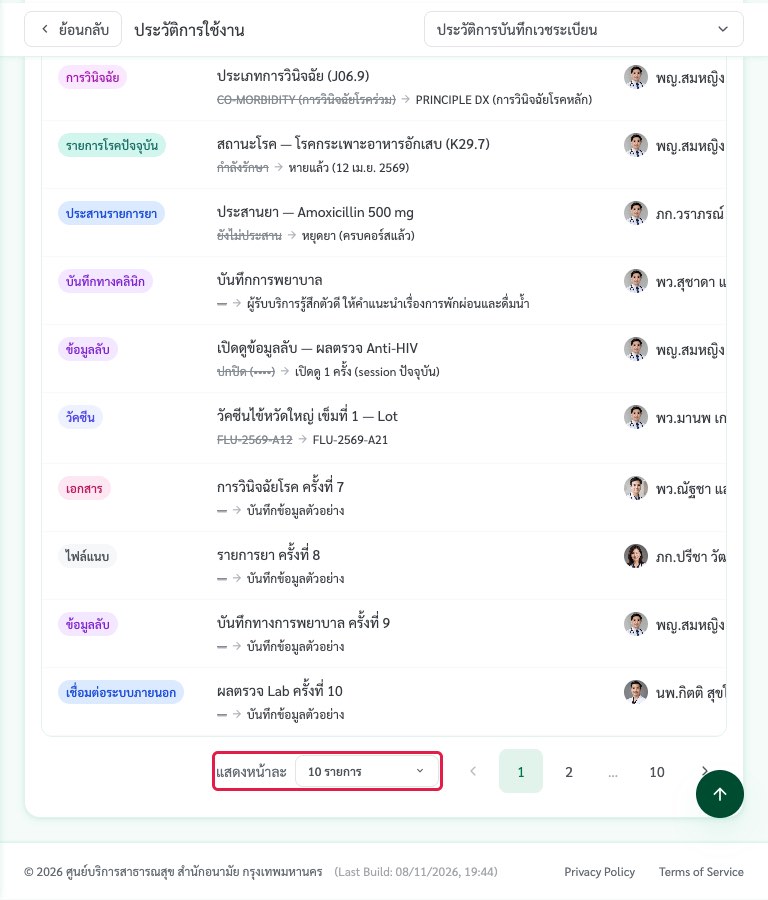 ย้อนกลับ ประวัติการใช้งาน ประวัติการบันทึกเวชระเบียน
การวินิจฉัย ประเภทการวินิจฉัย (J06.9) พญ.สมหญิง
CO-MORBIDITY (การวินิจฉัยโรคร่วม) → PRINCIPLE DX (การวินิจฉัยโรคหลัก)
รายการโรคปัจจุบัน สถานะโรค — โรคกระเพาะอาหารอักเสบ (K29.7) พญ.สมหญิง
กำลังรักษา → หายแล้ว (12 เม.ย. 2569)
ประสานรายการยา ประสานยา — Amoxicillin 500 mg ภก.วราภรณ์
ยังไม่ประสาน → หยุดยา (ครบคอร์สแล้ว)
บันทึกทางคลินิก บันทึกการพยาบาล พว.สุชาดา แ
— → ผู้รับบริการรู้สึกตัวดี ให้คำแนะนำเรื่องการพักผ่อนและดื่มน้ำ
ข้อมูลลับ เปิดดูข้อมูลลับ — ผลตรวจ Anti-HIV พญ.สมหญิง
ปกปิด (••••) → เปิดดู 1 ครั้ง (session ปัจจุบัน)
วัคซีน วัคซีนไข้หวัดใหญ่ เข็มที่ 1 — Lot พว.มานพ เก
FLU-2569-A12 → FLU-2569-A21
เอกสาร การวินิจฉัยโรค ครั้งที่ 7 พว.ณัฐชา แส
— → บันทึกข้อมูลตัวอย่าง
ไฟล์แนบ รายการยา ครั้งที่ 8 ภก.ปรีชา วัฒ
— → บันทึกข้อมูลตัวอย่าง
ข้อมูลลับ บันทึกทางการพยาบาล ครั้งที่ 9 พญ.สมหญิง
— → บันทึกข้อมูลตัวอย่าง
เชื่อมต่อระบบภายนอก ผลตรวจ Lab ครั้งที่ 10 นพ.กิตติ สุขใ
— → บันทึกข้อมูลตัวอย่าง
แสดงหน้าละ 10 รายการ 1 2 ... 10
© 2026 ศูนย์บริการสาธารณสุข สำนักอนามัย กรุงเทพมหานคร (Last Build: 08/11/2026, 19:44) Privacy Policy Terms of Service